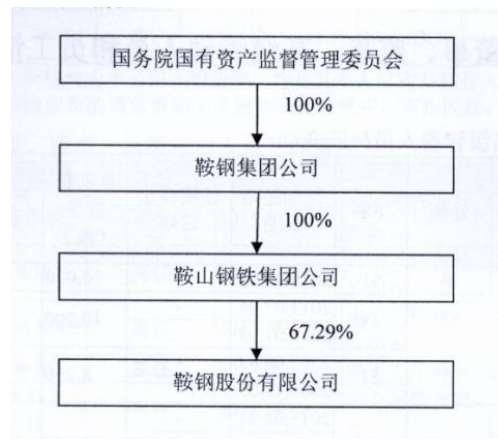 国务院国有资产监督管理委员会
100%
鞍钢集团公司
100%
鞍山钢铁集团公司
67.29%
鞍钢股份有限公司